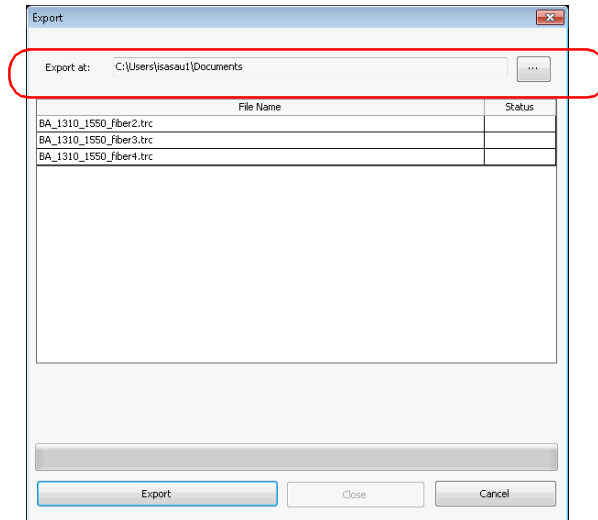 Export
Export at: C:\Users\isasau1\Documents ...
File Name Status
BA_1310_1550_fiber2.trc
BA_1310_1550_fiber3.trc
BA_1310_1550_fiber4.trc
Export Close Cancel